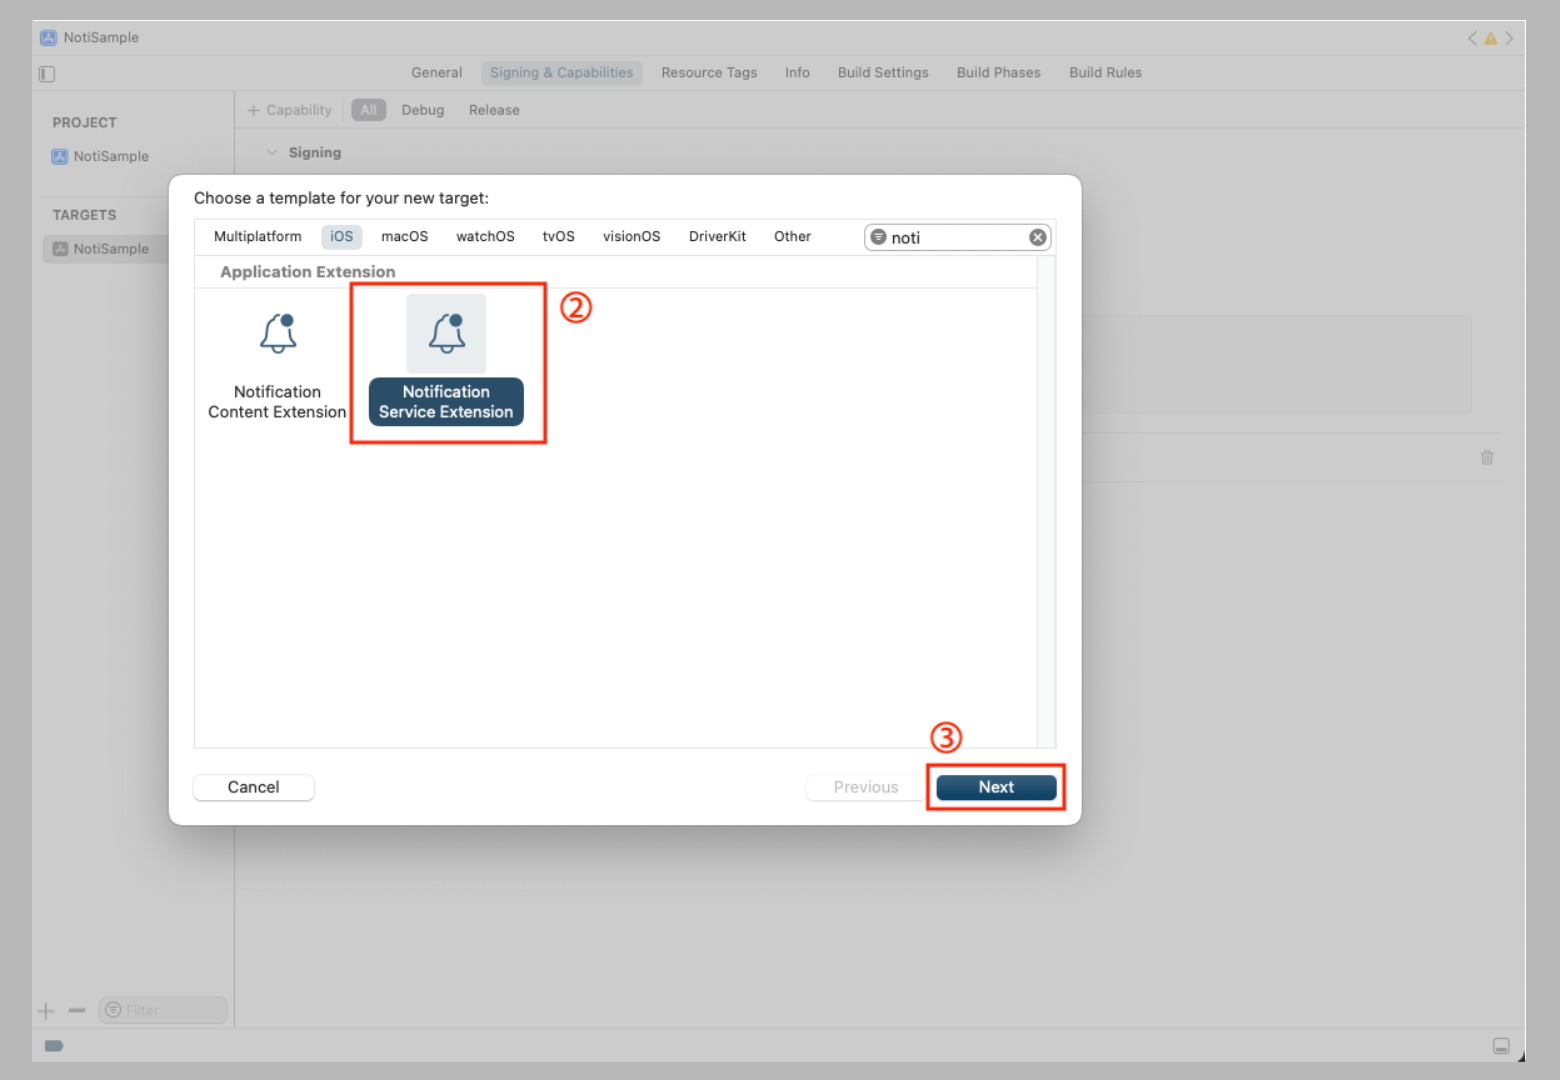 NotiSample
General Signing & Capabilities Resource Tags Info Build Settings Build Phases Build Rules
+ Capability All Debug Release
PROJECT
NotiSample
Signing
TARGETS
NotiSample
Choose a template for your new target:
Multiplatform iOS macOS watchOS tvOS visionOS DriverKit Other noti
Application Extension
②
Notification
Content Extension
Notification
Service Extension
③
Cancel Previous Next
Filter